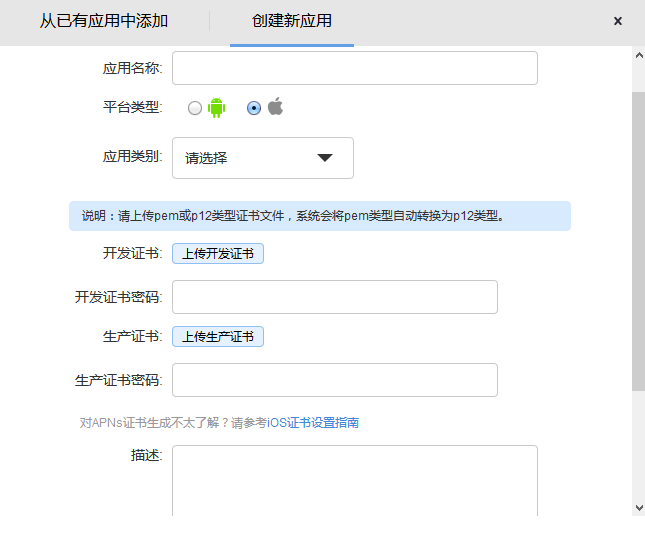 从已有应用中添加 创建新应用 ×
应用名称:
平台类型:
应用类别: 请选择
说明：请上传pem或p12类型证书文件，系统会将pem类型自动转换为p12类型。
开发证书: 上传开发证书
开发证书密码:
生产证书: 上传生产证书
生产证书密码:
对APNs证书生成不太了解？请参考iOS证书设置指南
描述: